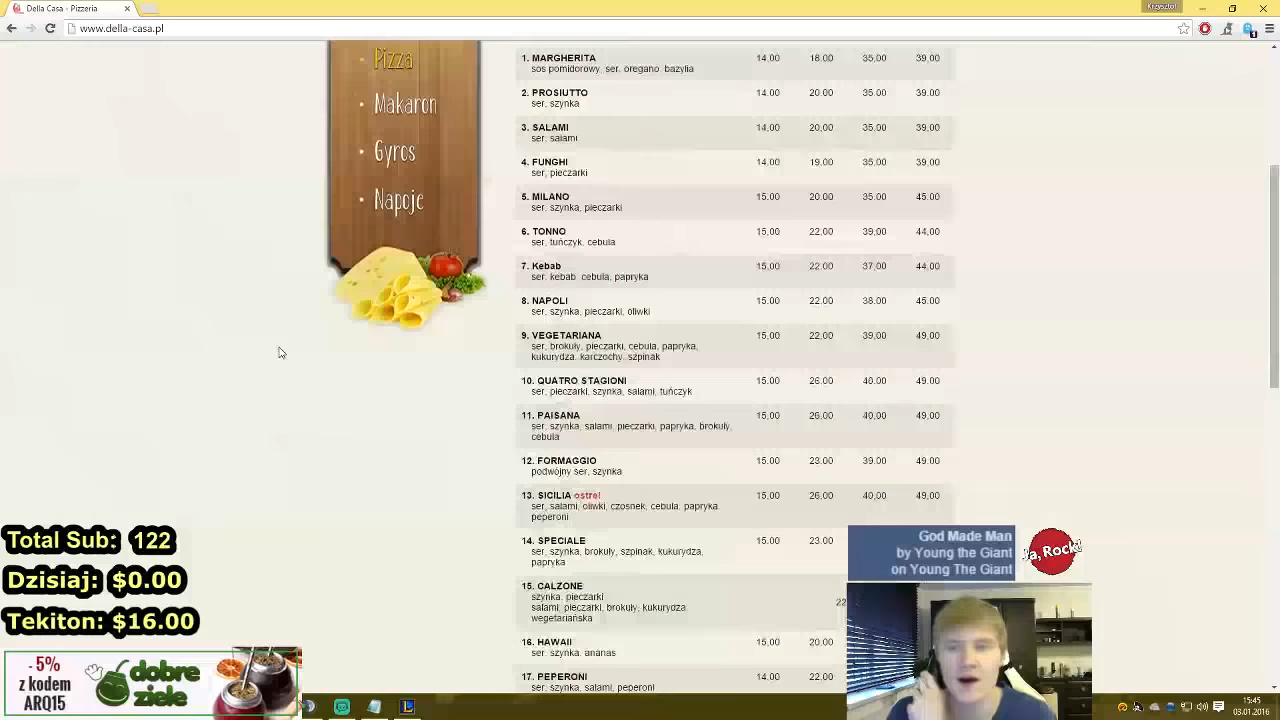 Della Casa - Pizzeria
Krzysztof
www.della-casa.pl
Pizza
Makaron
Gyros
Napoje
1. MARGHERITA 14,00 18,00 35,00 39,00
sos pomidorowy, ser, oregano, bazylia
2. PROSIUTTO 14,00 20,00 35,00 39,00
ser, szynka
3. SALAMI 14,00 20,00 35,00 39,00
ser, salami
4. FUNGHI 14,00 19,00 35,00 39,00
ser, pieczarki
5. MILANO 15,00 20,00 35,00 45,00
ser, szynka, pieczarki
6. TONNO 15,00 22,00 39,00 44,00
ser, tuńczyk, cebula
7. Kebab 15,00 22,00 37,00 44,00
ser, kebab, cebula, papryka
8. NAPOLI 15,00 22,00 38,00 45,00
ser, szynka, pieczarki, oliwki
9. VEGETARIANA 15,00 22,00 39,00 49,00
ser, brokuły, pieczarki, cebula, papryka,
kukurydza, karczochy, szpinak
10. QUATRO STAGIONI 15,00 26,00 40,00 49,00
ser, pieczarki, szynka, salami, tuńczyk
11. PAISANA 15,00 26,00 40,00 49,00
ser, szynka, salami, pieczarki, papryka, brokuły,
cebula
12. FORMAGGIO 15,00 23,00 39,00 49,00
podwójny ser, szynka
13. SICILIA ostre! 15,00 26,00 40,00 49,00
ser, salami, oliwki, czosnek, cebula, papryka,
peperoni
14. SPECIALE 15,00 23,00
ser, szynka, brokuły, szpinak, kukurydza,
papryka
15. CALZONE
szynka, pieczarki
salami, pieczarki, brokuły, kukurydza
wegetariańska
22
16. HAWAII 15,00 20,00
ser, szynka, ananas
17. PEPERONI 14,00 22,00
ser, szynka, salami, peperoni
Total Sub: 122
Dzisiaj: $0.00
Tekiton: $16.00
- 5%
z kodem
ARQ15
dobre
ziele
God Made Man
by Young the Giant
on Young The Giant
Ja, Rock!
15:45
03.01.2016